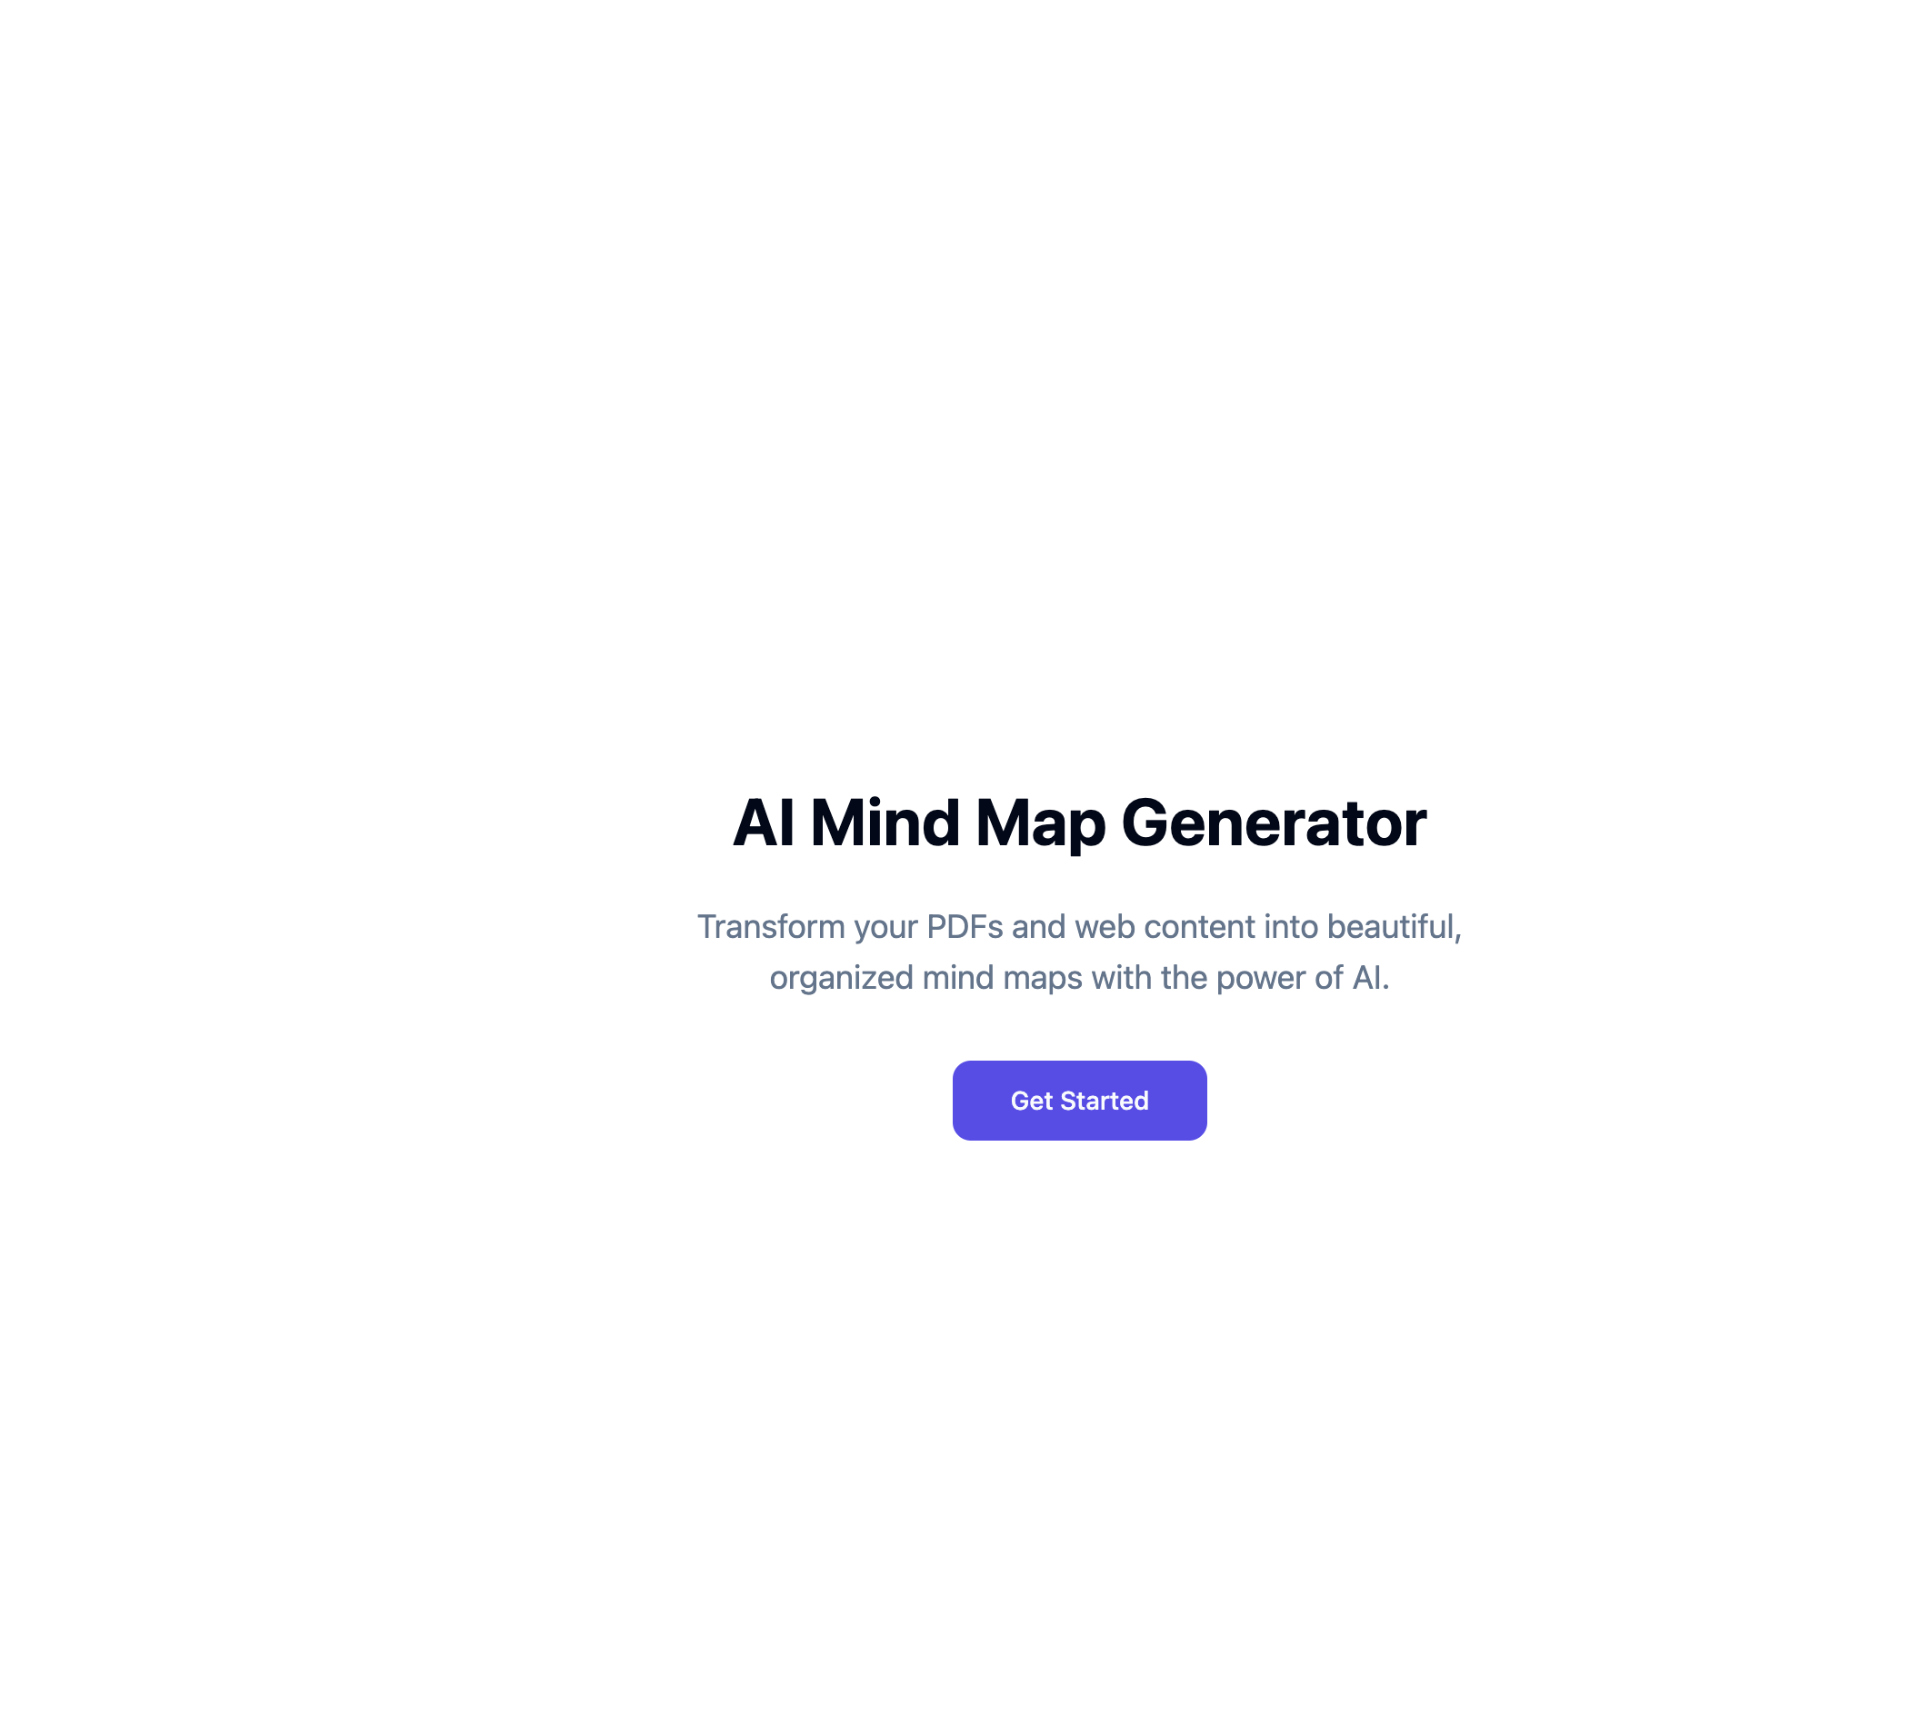 AI Mind Map Generator
Transform your PDFs and web content into beautiful,
organized mind maps with the power of AI.
Get Started